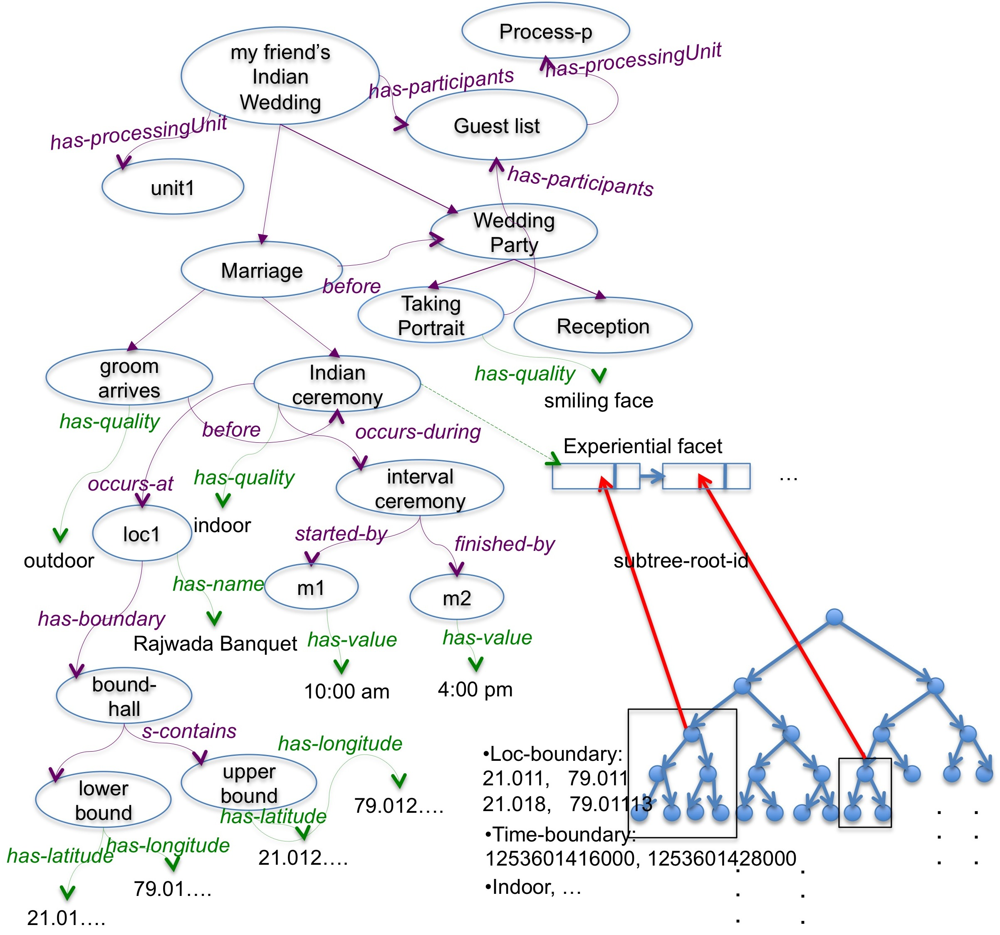 Process-p
my friend’s
Indian
Wedding
has-processingUnit
has-participants
Guest list
has-processingUnit
unit1
has-participants
Wedding
Party
Marriage
before
Taking
Portrait
Reception
groom
arrives
Indian
ceremony
has-quality
smiling face
has-quality
before
occurs-during
Experiential facet
occurs-at
has-quality
interval
ceremony
…
loc1
indoor
started-by
finished-by
outdoor
subtree-root-id
has-name
m1
m2
has-boundary
Rajwada Banquet
has-value
has-value
10:00 am
4:00 pm
bound-
hall
s-contains
has-longitude
•Loc-boundary:
21.011, 79.011
21.018, 79.01113
upper
bound
lower
bound
79.012….
has-latitude
•Time-boundary:
1253601416000, 1253601428000
has-latitude
has-longitude
21.012….
79.01….
•Indoor, …
21.01….